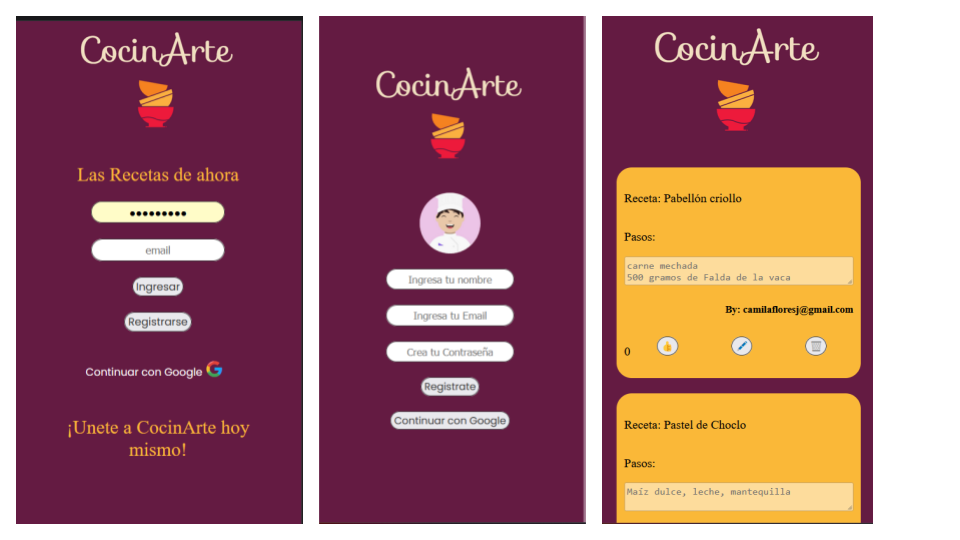 CocinArte
Las Recetas de ahora
•••••••••
email
Ingresar
Registrarse
Continuar con Google
¡Unete a CocinArte hoy
mismo!
CocinArte
Ingresa tu nombre
Ingresa tu Email
Crea tu Contraseña
Registrate
Continuar con Google
CocinArte
Receta: Pabellón criollo
Pasos:
carne mechada
500 gramos de Falda de la vaca
By: camilafloresj@gmail.com
0
Receta: Pastel de Choclo
Pasos:
Maíz dulce, leche, mantequilla